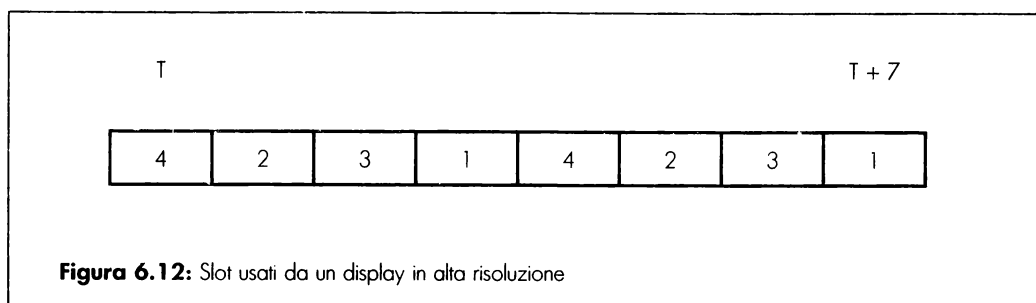 T T + 7
4 2 3 1 4 2 3 1
Figura 6.12: Slot usati da un display in alta risoluzione